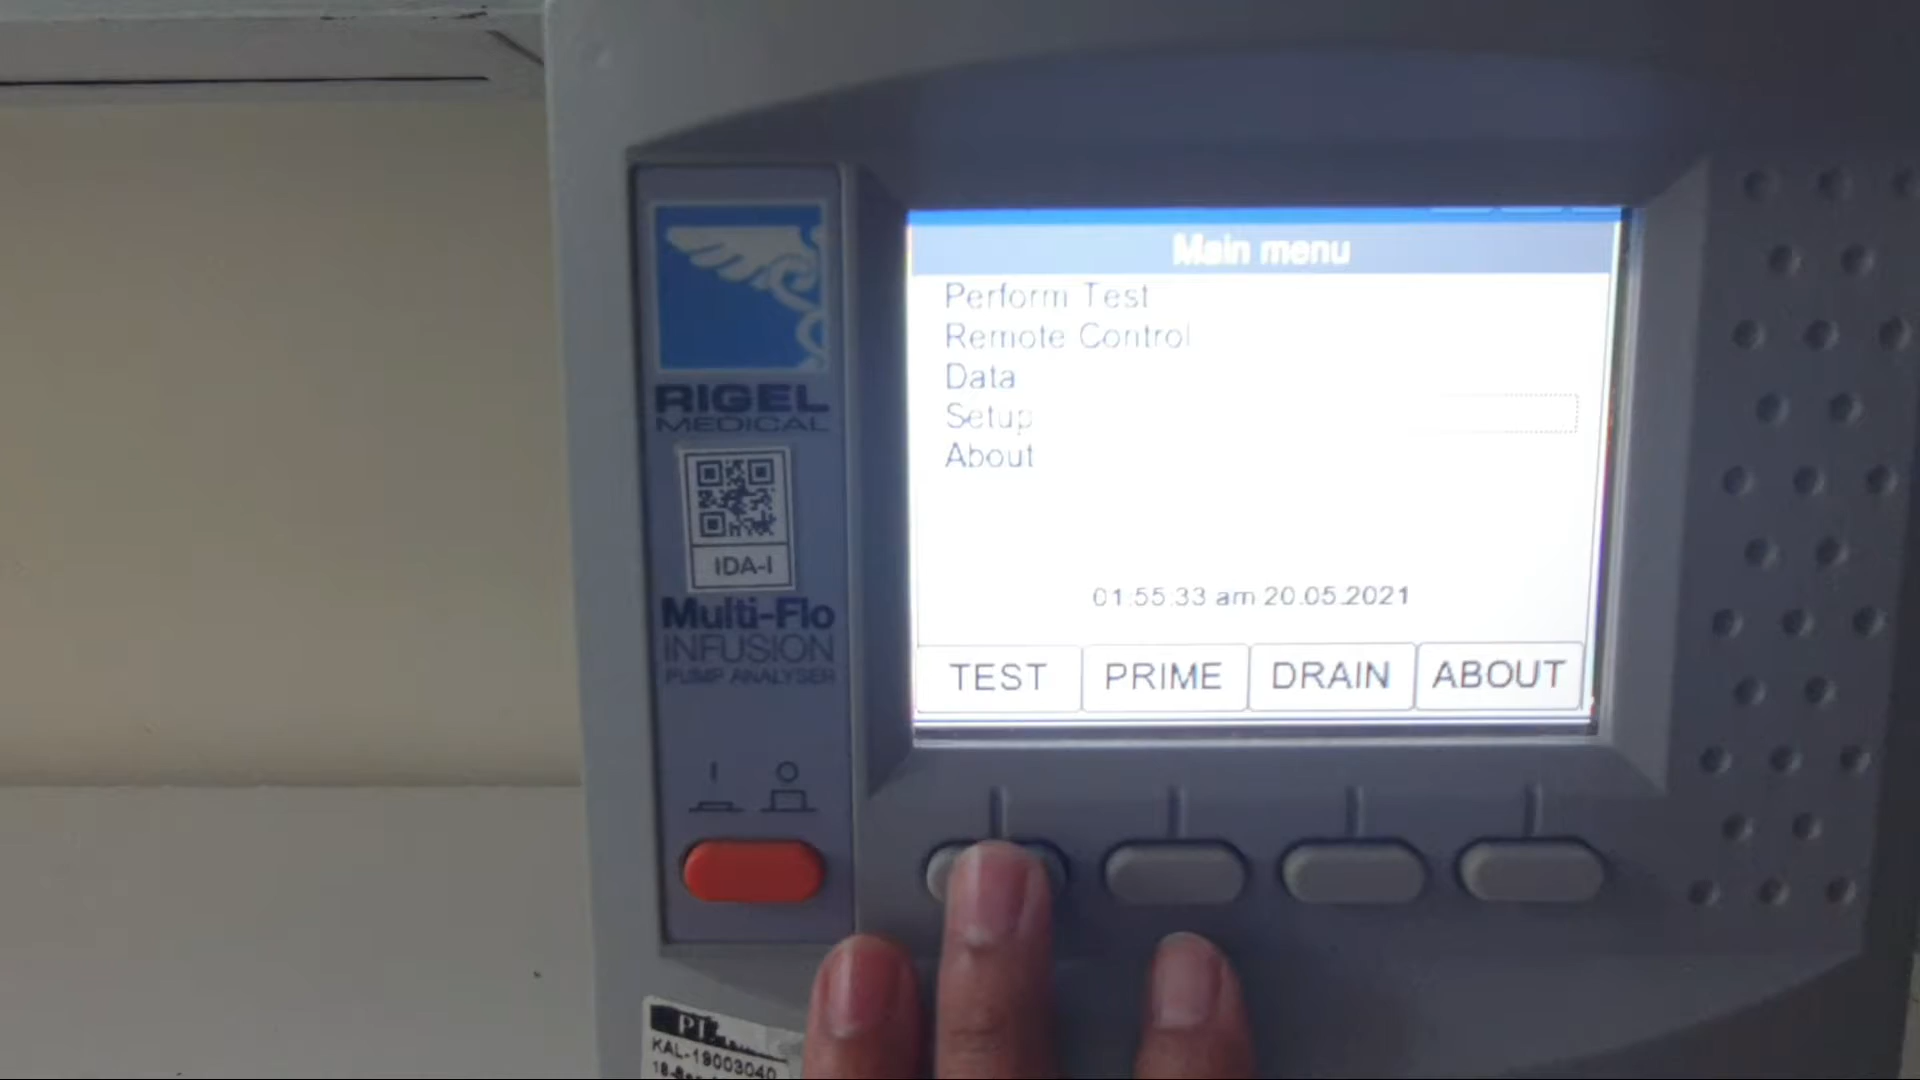 RIGEL
MEDICAL
IDA-I
Multi-Flo
INFUSION
PUMP ANALYSER
I O
Main menu
Perform Test
Remote Control
Data
Setup
About
01:55:33 am 20.05.2021
TEST PRIME DRAIN ABOUT
PT.
KAL-19003040